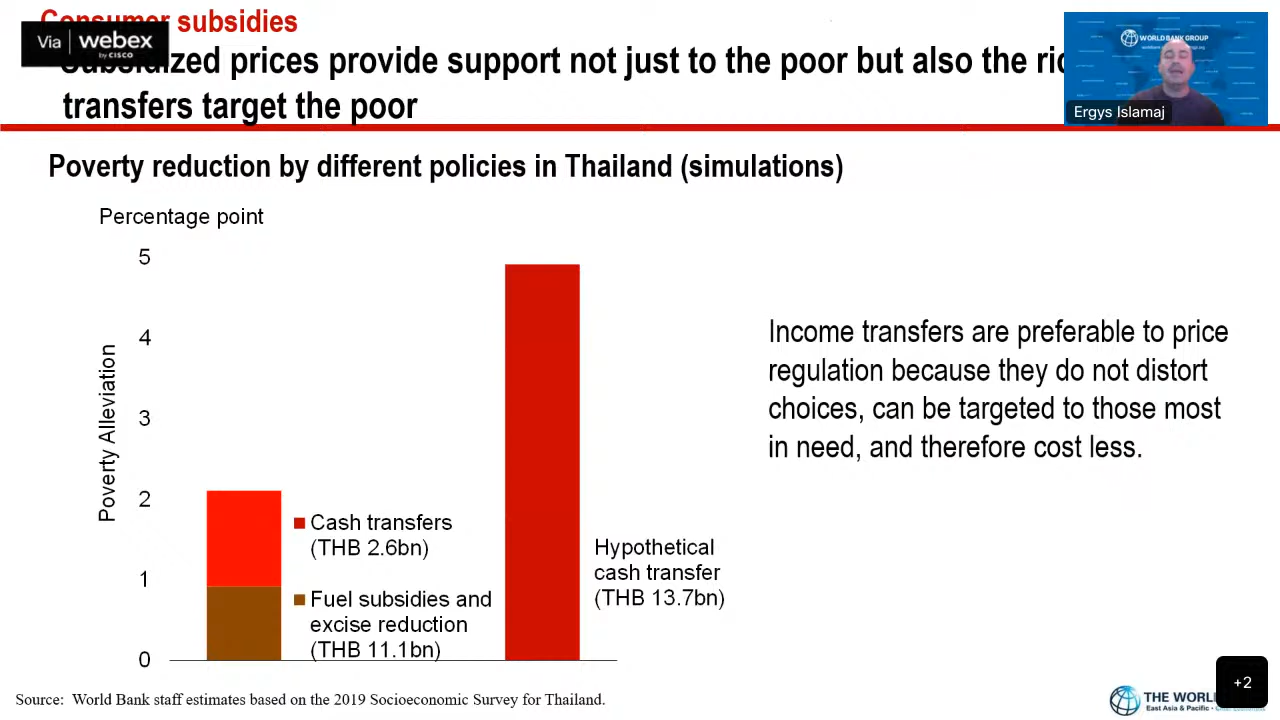 Consumer subsidies
Via webex
by CISCO
Subsidized prices provide support not just to the poor but also the
transfers target the poor
WORLD BANK GROUP
Ergys Islamaj
Poverty reduction by different policies in Thailand (simulations)
Percentage point
5
4
3
2
1
0
Poverty Alleviation
Cash transfers
(THB 2.6bn)
Fuel subsidies and
excise reduction
(THB 11.1bn)
Hypothetical
cash transfer
(THB 13.7bn)
Income transfers are preferable to price
regulation because they do not distort
choices, can be targeted to those most
in need, and therefore cost less.
Source: World Bank staff estimates based on the 2019 Socioeconomic Survey for Thailand.
THE WORL
East Asia & Pacific
+2